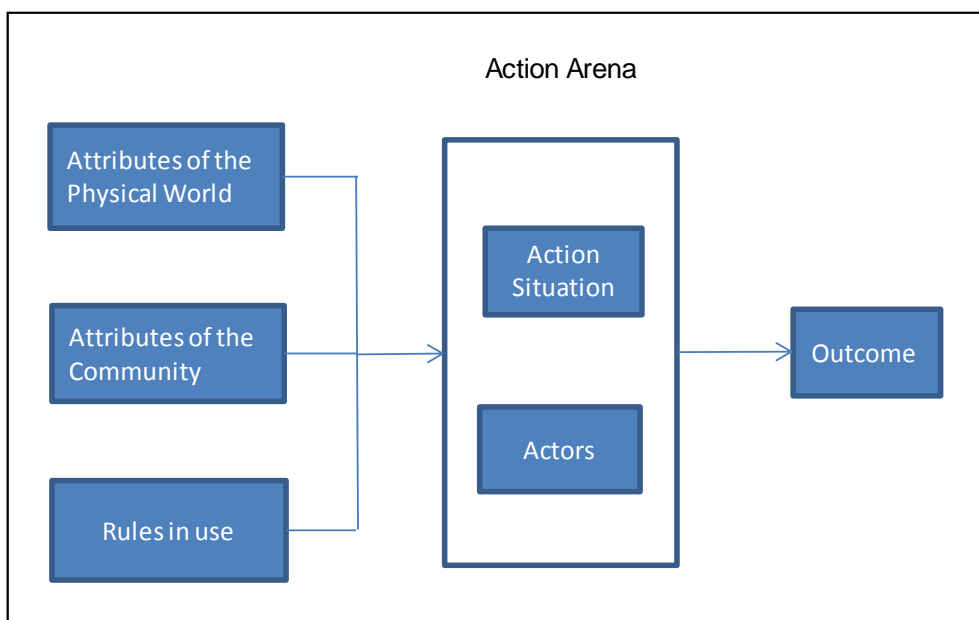 Action Arena
Attributes of the
Physical World
Action
Situation
Attributes of the
Community
Outcome
Actors
Rules in use